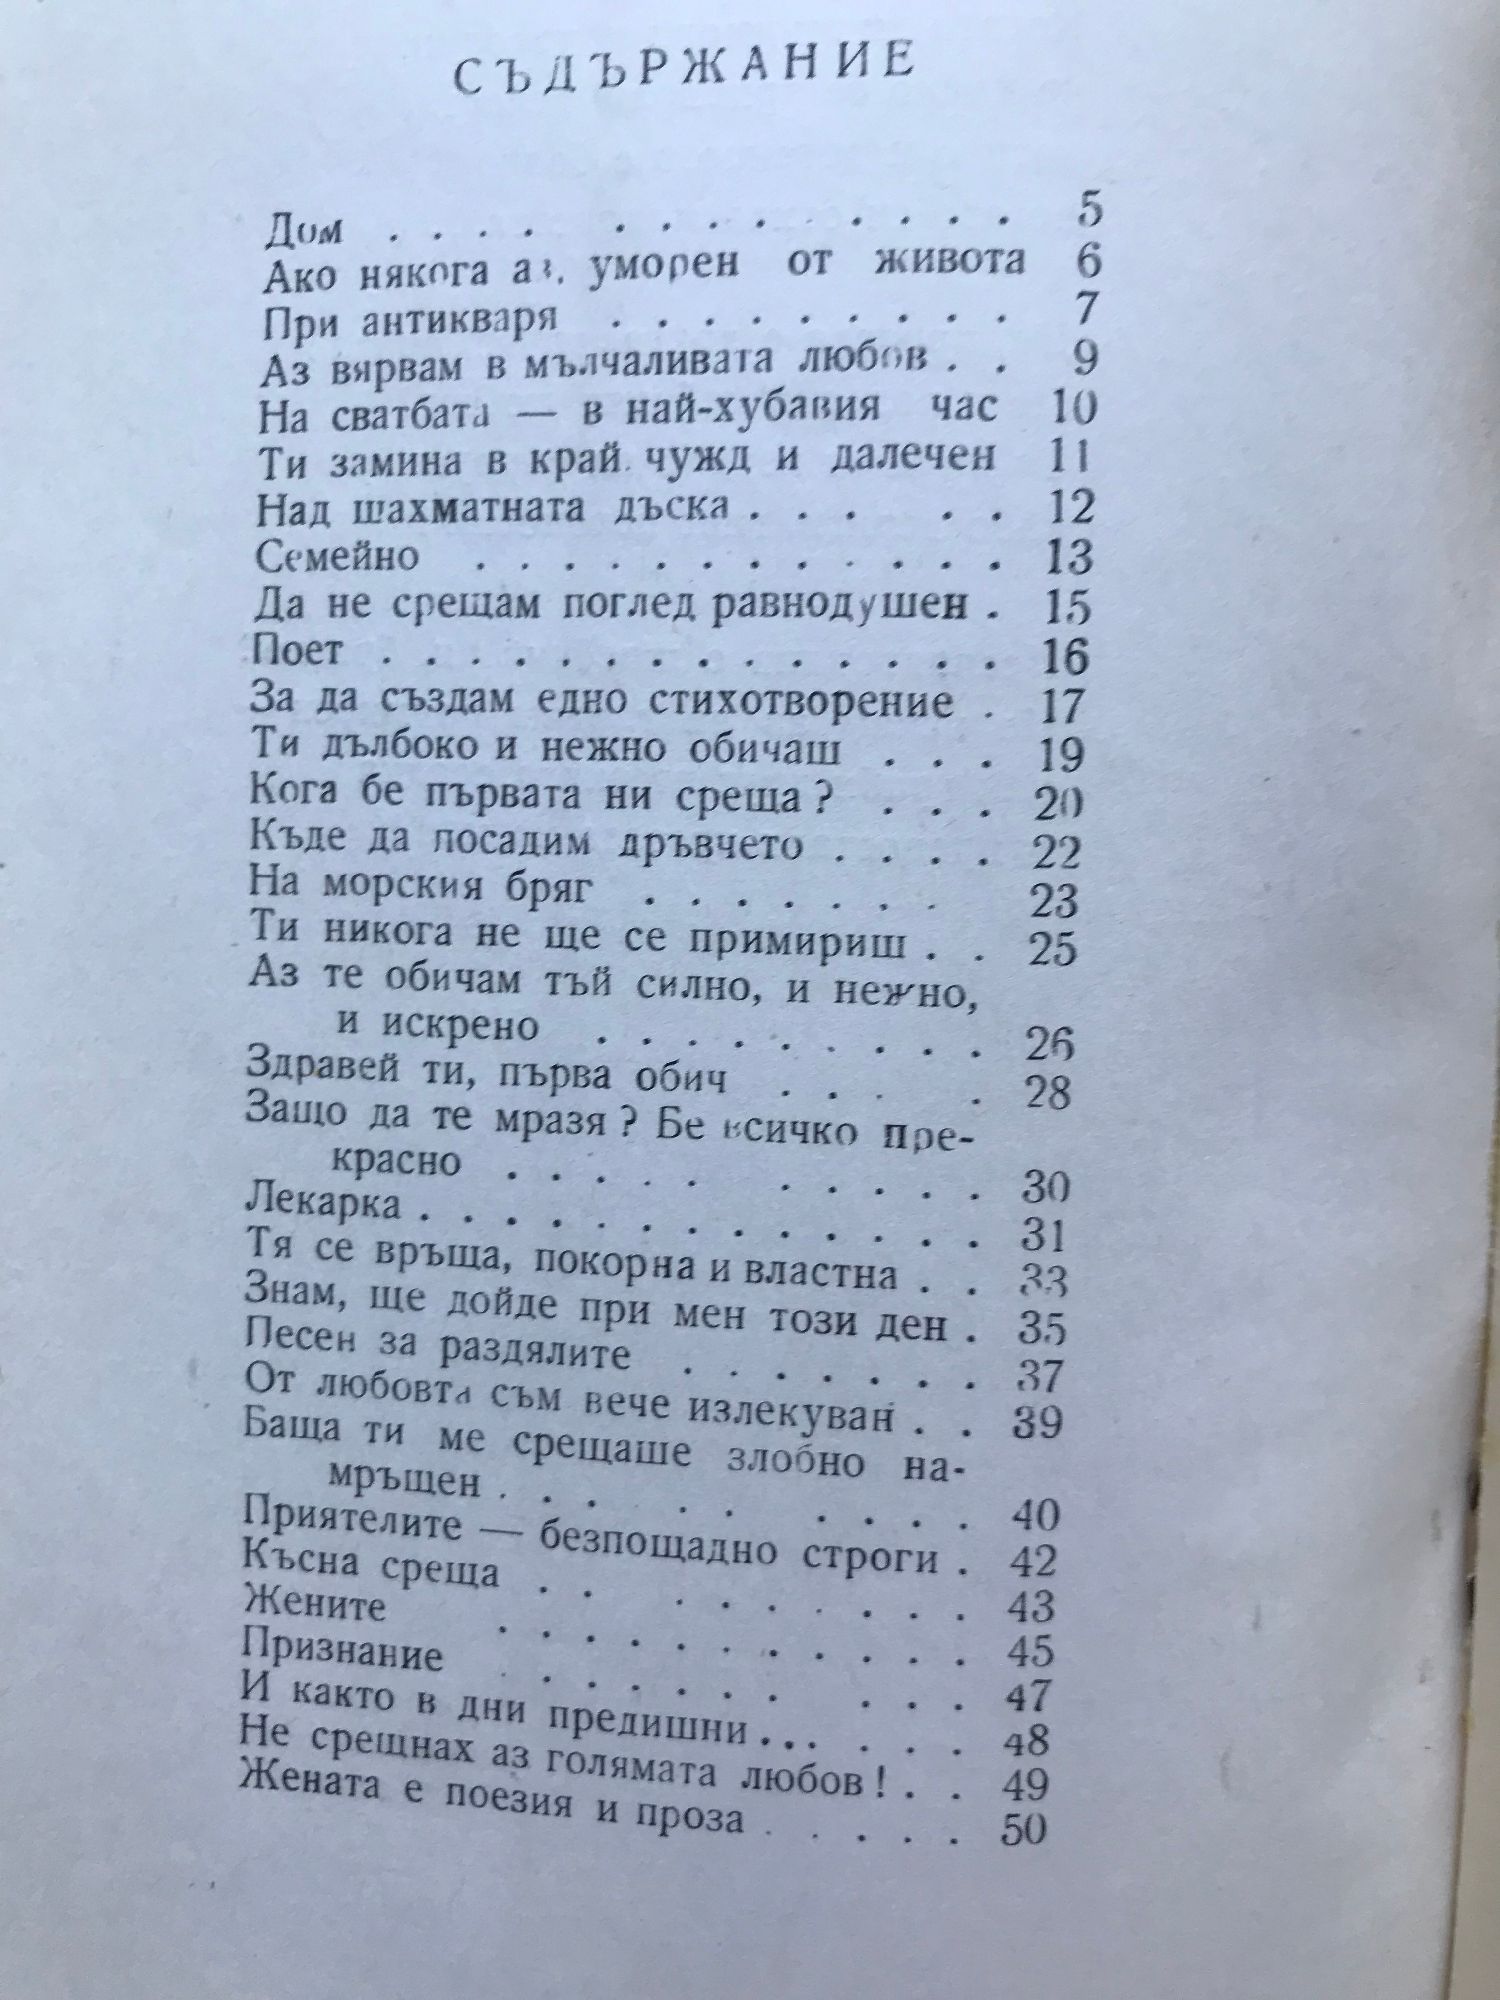 СЪДЪРЖАНИЕ
Дом . . . . . . . . . . . . . 5
Ако някога аз, уморен от живота 6
При антикваря . . . . . . . . . 7
Аз вярвам в мълчаливата любов . . 9
На сватбата — в най-хубавия час 10
Ти замина в край чужд и далечен 11
Над шахматната дъска . . . . . 12
Семейно . . . . . . . . . . . . 13
Да не срещам поглед равнодушен . 15
Поет . . . . . . . . . . . . . . 16
За да създам едно стихотворение . 17
Ти дълбоко и нежно обичаш . . . 19
Кога бе първата ни среща? . . . 20
Къде да посадим дръвчето . . . . 22
На морския бряг . . . . . . . 23
Ти никога не ще се примириш . . 25
Аз те обичам тъй силно, и нежно,
и искрено . . . . . . . . . 26
Здравей ти, първа обич . . . . 28
Защо да те мразя? Бе всичко пре-
красно . . . . . . . . . . 30
Лекарка . . . . . . . . . . . . . 31
Тя се връща, покорна и властна . . 33
Знам, ще дойде при мен този ден . 35
Песен за раздялите . . . . . . . 37
От любовта съм вече излекуван . . 39
Баща ти ме срещаше злобно на-
мръщен . . . . . . . . . 40
Приятелите — безпощадно строги . 42
Късна среща . . . . . . . . . 43
Жените . . . . . . . . . . . 45
Признание . . . . . . . . . . 47
И както в дни предишни... . . . 48
Не срещнах аз голямата любов! . . 49
Жената е поезия и проза . . . . . 50